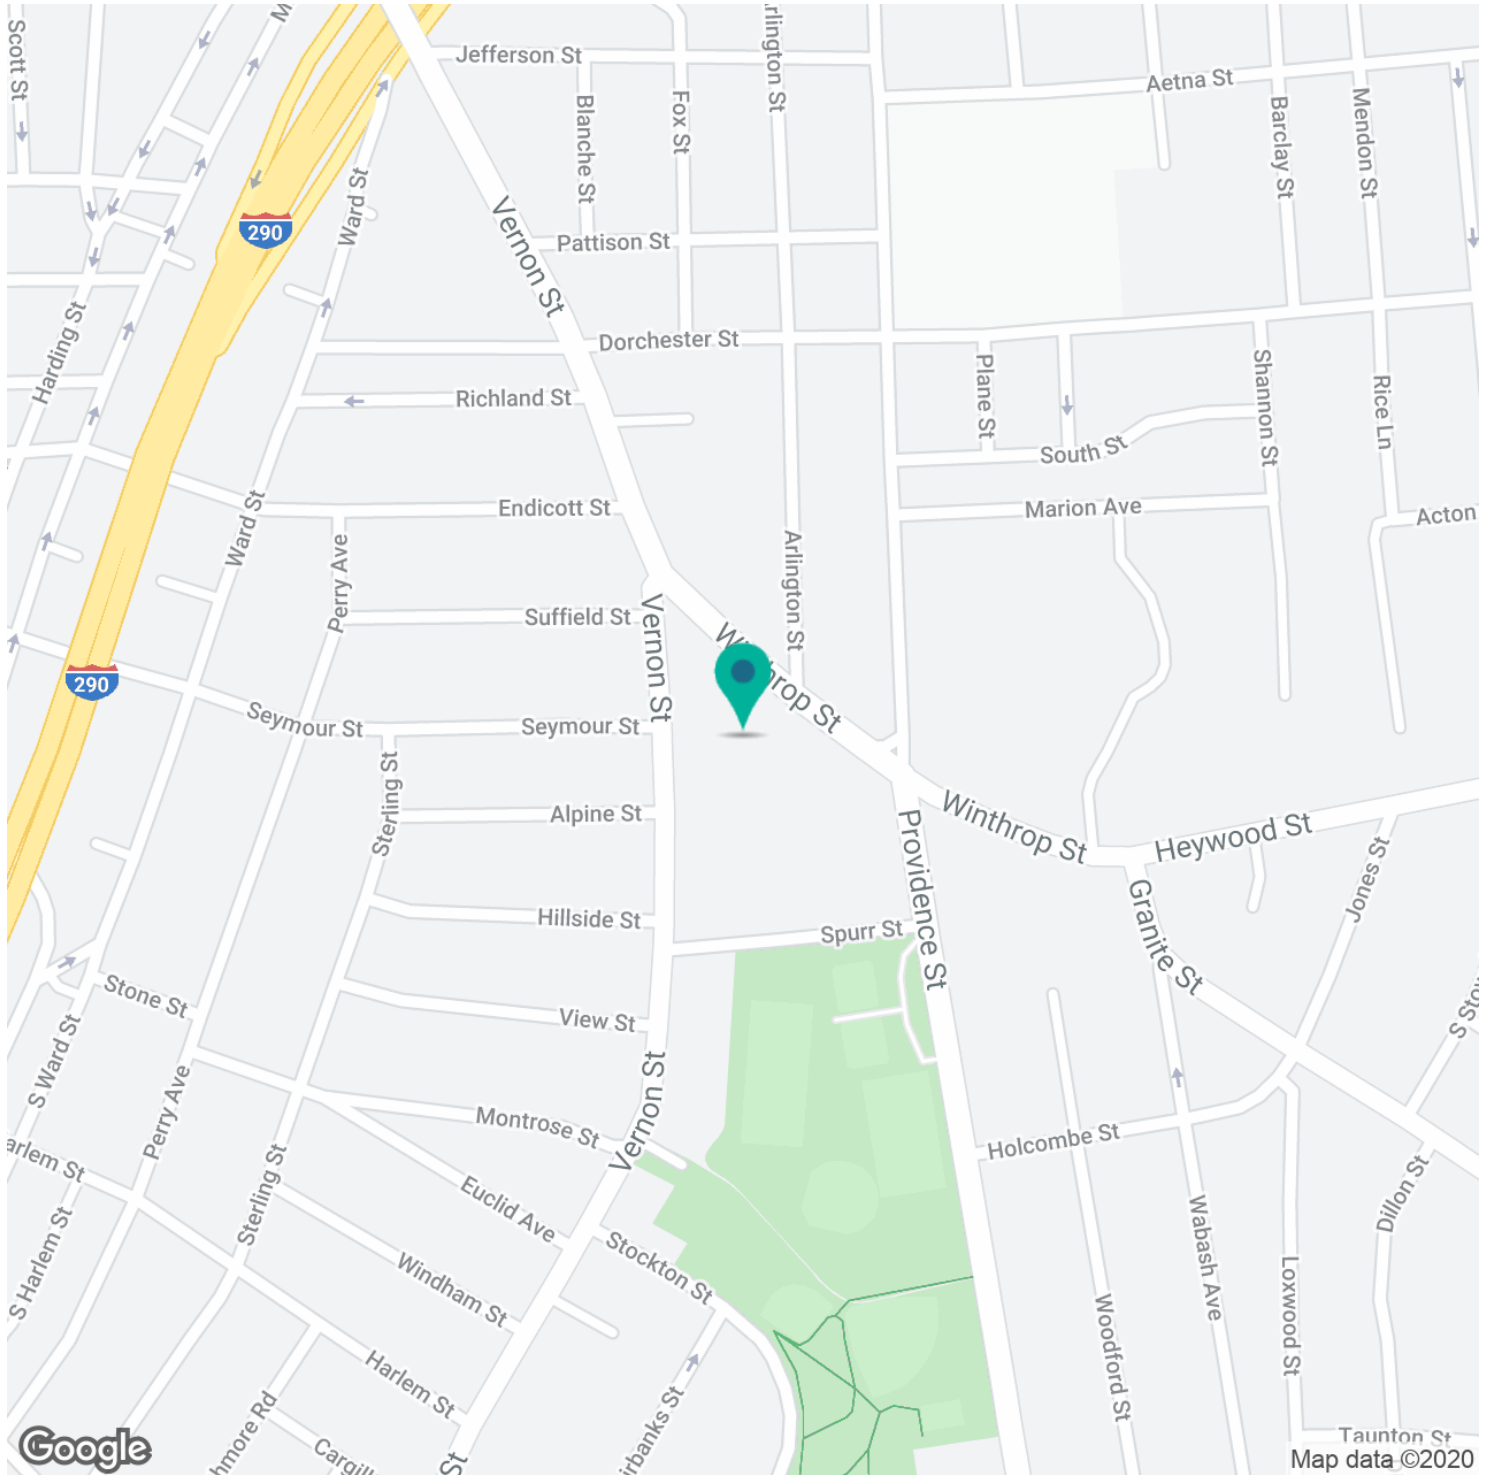 Scott St
Jefferson St
Arlington St
Aetna St
Blanche St
Fox St
Barclay St
Mendon St
Ward St
290
Vernon St
Pattison St
Harding St
Dorchester St
Richland St
Plane St
Shannon St
Rice Ln
South St
Endicott St
Marion Ave
Acton
Ward St
Perry Ave
Arlington St
Suffield St
Vernon St
Winthrop St
290
Seymour St
Seymour St
Sterling St
Alpine St
Winthrop St
Heywood St
Providence St
Jones St
Granite St
Hillside St
Spurr St
Stone St
View St
S Ward St
Perry Ave
Vernon St
Montrose St
Holcombe St
arlem St
Sterling St
Euclid Ave
Dillon St
Wabash Ave
S Harlem St
Stockton St
Windham St
Loxwood St
Woodford St
Harlem St
hmore Rd
irbanks St
Cargill
St
Taunton St
Google
Map data ©2020